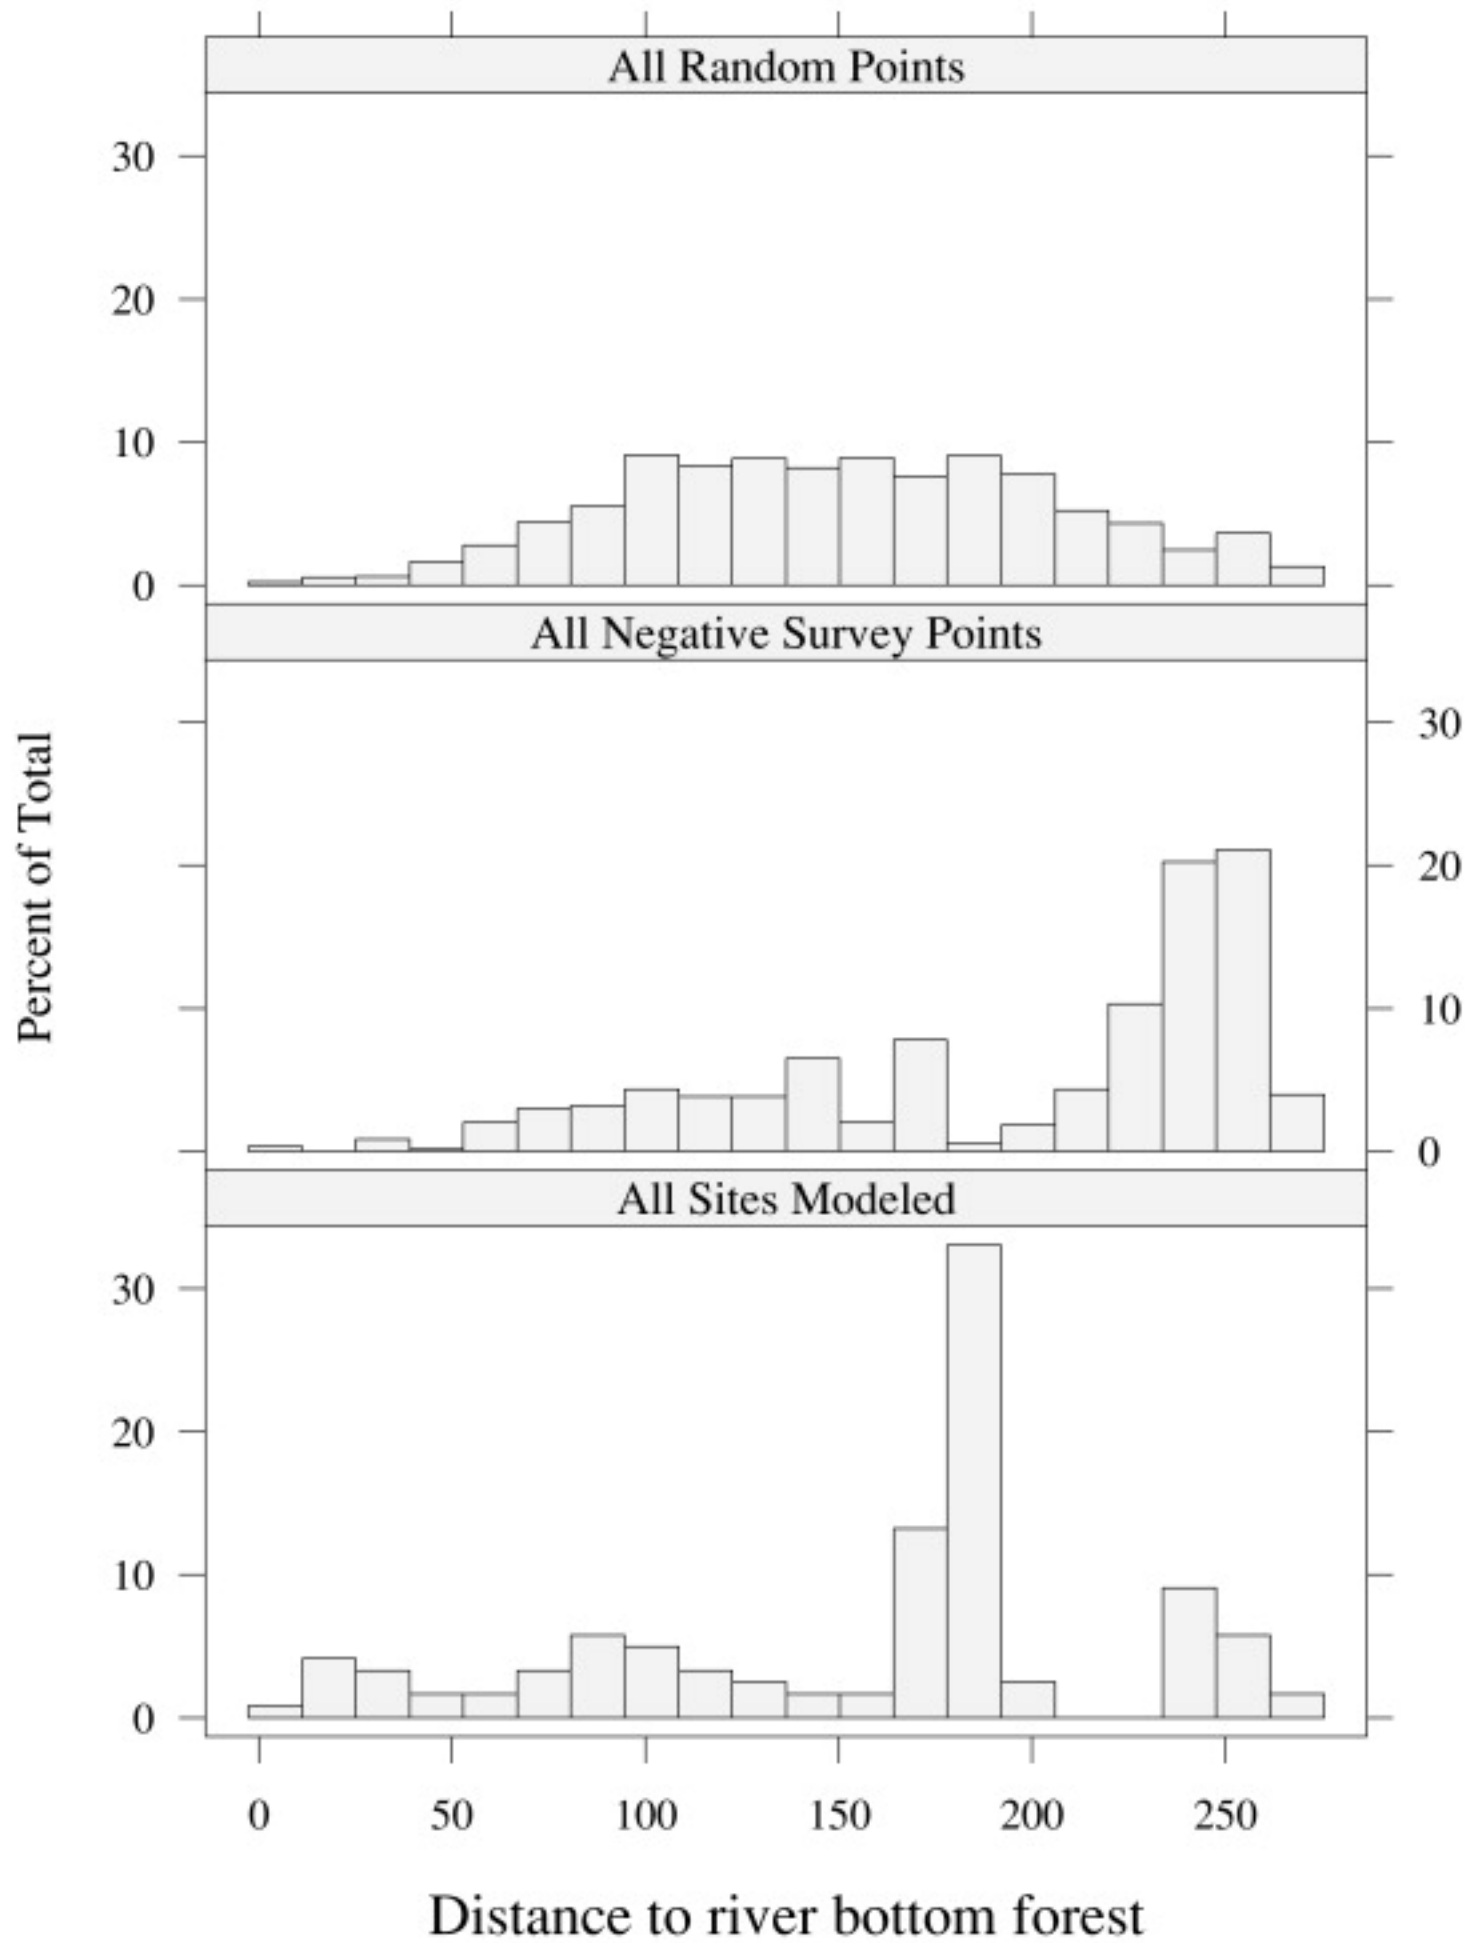 All Random Points
30
20
10
0
All Negative Survey Points
30
20
10
0
Percent of Total
All Sites Modeled
30
20
10
0
0 50 100 150 200 250
Distance to river bottom forest